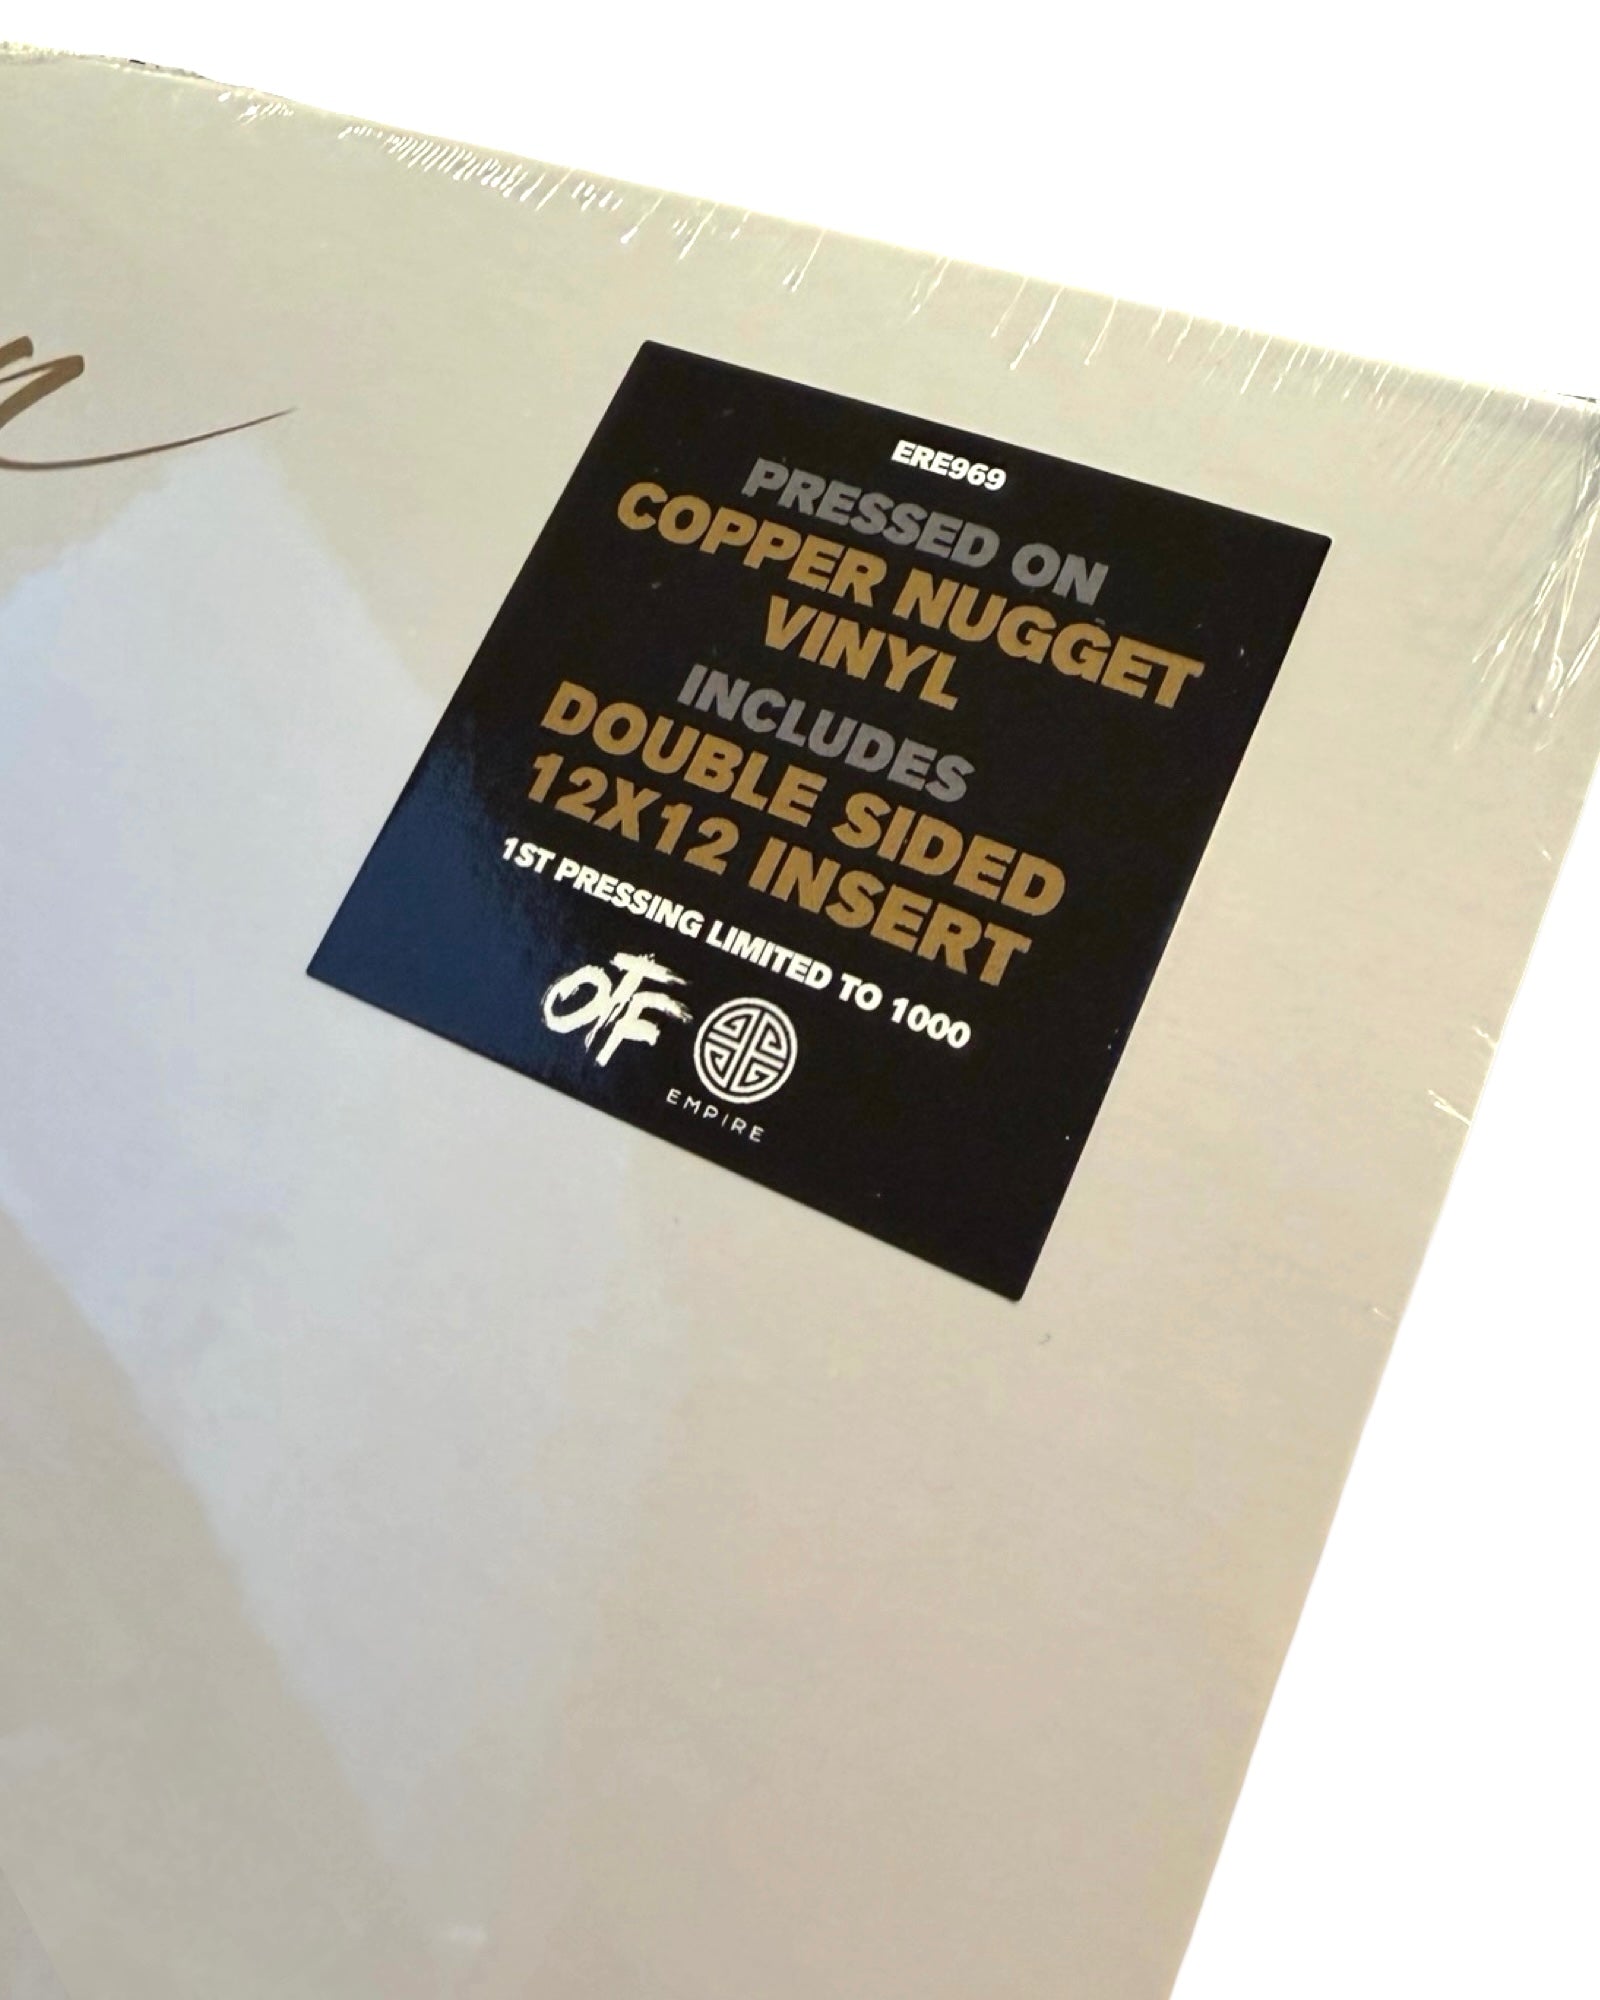 ERE969
PRESSED ON
COPPER NUGGET
VINYL
INCLUDES
DOUBLE SIDED
12X12 INSERT
1ST PRESSING LIMITED TO 1000
OTF
EMPIRE